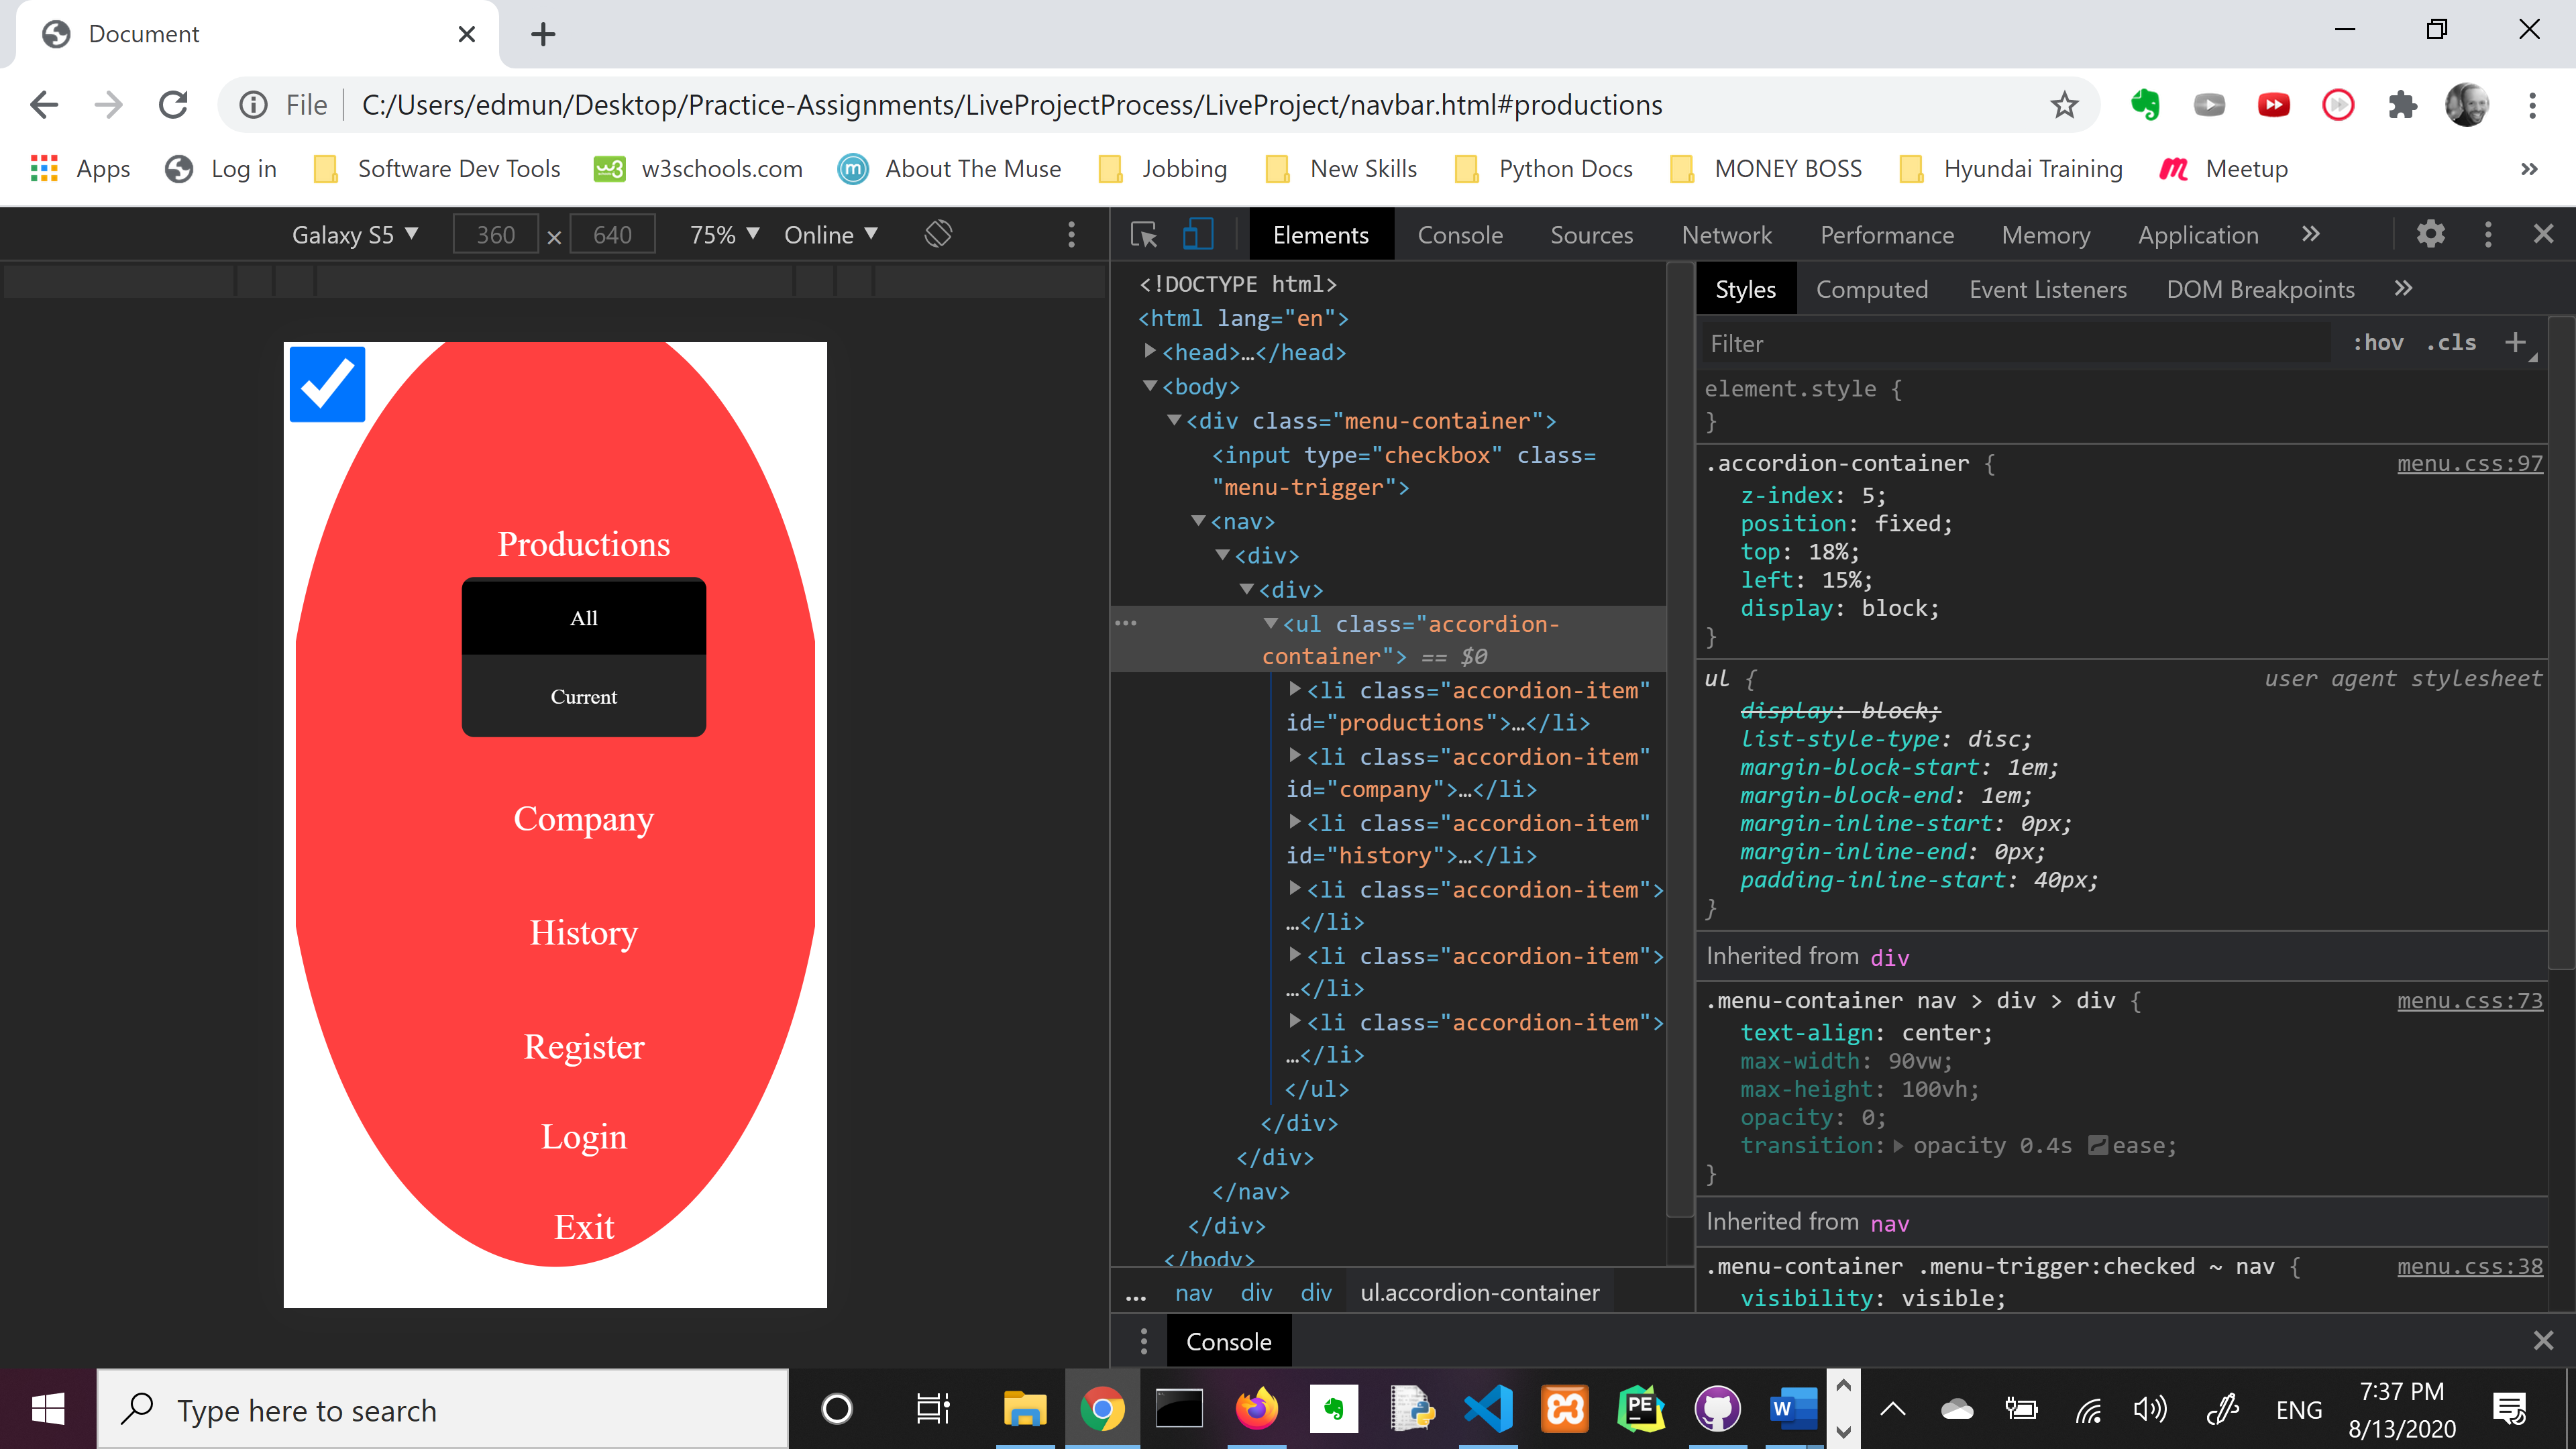 Document
File C:/Users/edmun/Desktop/Practice-Assignments/LiveProjectProcess/LiveProject/navbar.html#productions
Apps Log in Software Dev Tools w3 w3schools.com m About The Muse Jobbing New Skills Python Docs MONEY BOSS Hyundai Training Meetup »
Galaxy S5 360 × 640 75% Online
Elements Console Sources Network Performance Memory Application »
Productions
All
Current
Company
History
Register
Login
Exit
<!DOCTYPE html>
<html lang="en">
<head>…</head>
<body>
<div class="menu-container">
<input type="checkbox" class=
"menu-trigger">
<nav>
<div>
<div>
… <ul class="accordion-
container"> == $0
<li class="accordion-item"
id="productions">…</li>
<li class="accordion-item"
id="company">…</li>
<li class="accordion-item"
id="history">…</li>
<li class="accordion-item">
…</li>
<li class="accordion-item">
…</li>
<li class="accordion-item">
…</li>
</ul>
</div>
</div>
</nav>
</div>
</body>
... nav div div ul.accordion-container
Styles Computed Event Listeners DOM Breakpoints »
Filter :hov .cls +
element.style {
}
.accordion-container { menu.css:97
z-index: 5;
position: fixed;
top: 18%;
left: 15%;
display: block;
}
ul { user agent stylesheet
display: block;
list-style-type: disc;
margin-block-start: 1em;
margin-block-end: 1em;
margin-inline-start: 0px;
margin-inline-end: 0px;
padding-inline-start: 40px;
}
Inherited from div
.menu-container nav > div > div { menu.css:73
text-align: center;
max-width: 90vw;
max-height: 100vh;
opacity: 0;
transition: opacity 0.4s ease;
}
Inherited from nav
.menu-container .menu-trigger:checked ~ nav { menu.css:38
visibility: visible;
Console
Type here to search
PE
W
ENG
7:37 PM
8/13/2020